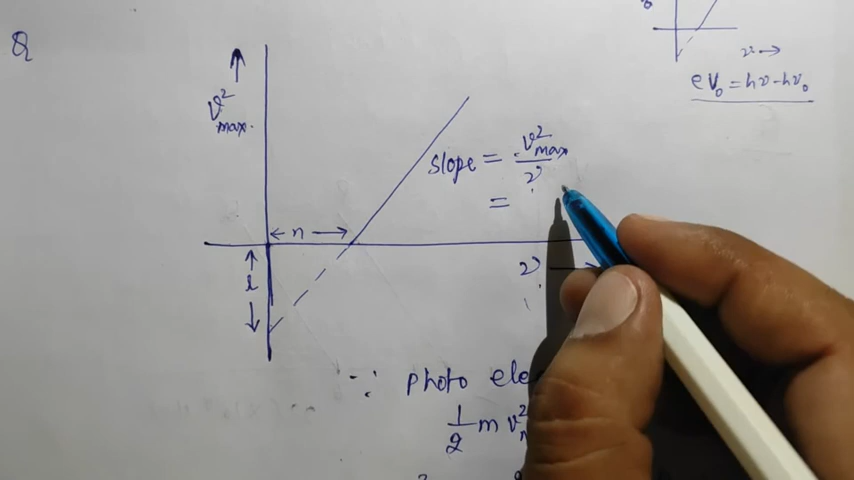 Q
v²max.
n
l
slope = v²max / ν
=
ν →
ν →
eV₀ = hν - hν₀
∵ photo ele
1/2 m v²